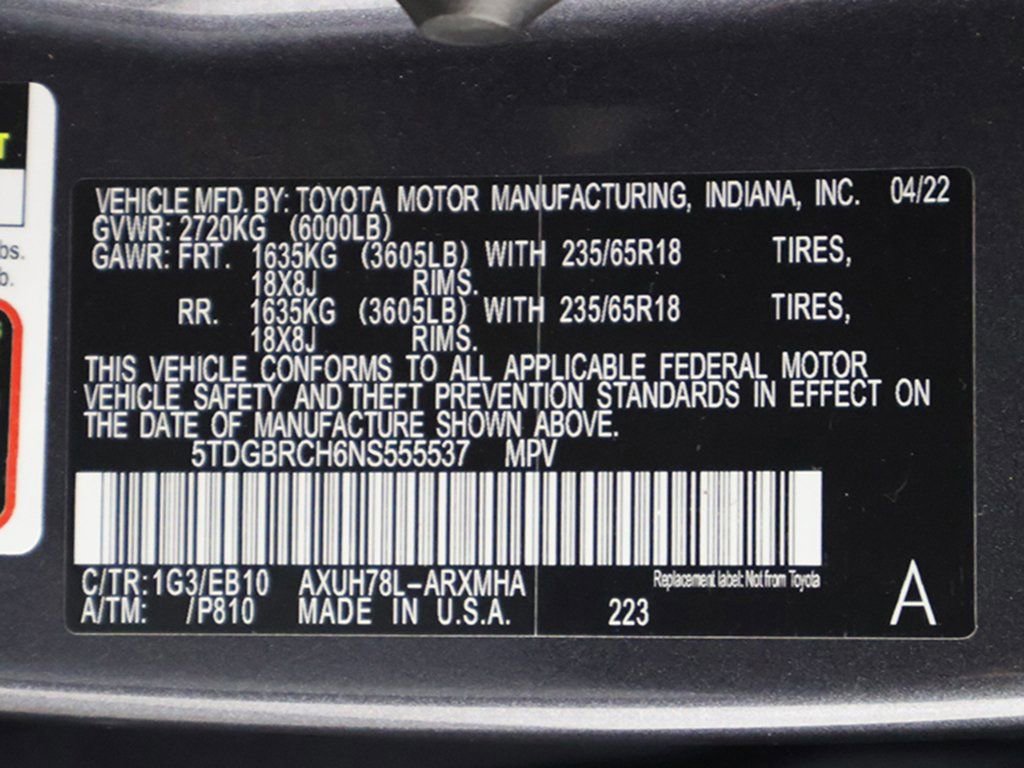 T
bs.
b.
VEHICLE MFD. BY: TOYOTA MOTOR MANUFACTURING, INDIANA, INC. 04/22
GVWR: 2720KG (6000LB)
GAWR: FRT. 1635KG (3605LB) WITH 235/65R18 TIRES,
18X8J RIMS.
RR. 1635KG (3605LB) WITH 235/65R18 TIRES,
18X8J RIMS.
THIS VEHICLE CONFORMS TO ALL APPLICABLE FEDERAL MOTOR
VEHICLE SAFETY AND THEFT PREVENTION STANDARDS IN EFFECT ON
THE DATE OF MANUFACTURE SHOWN ABOVE.
5TDGBRCH6NS555537 MPV
C/TR: 1G3/EB10 AXUH78L-ARXMHA Replacement label: Not from Toyota
A/TM: /P810 MADE IN U.S.A. 223 A